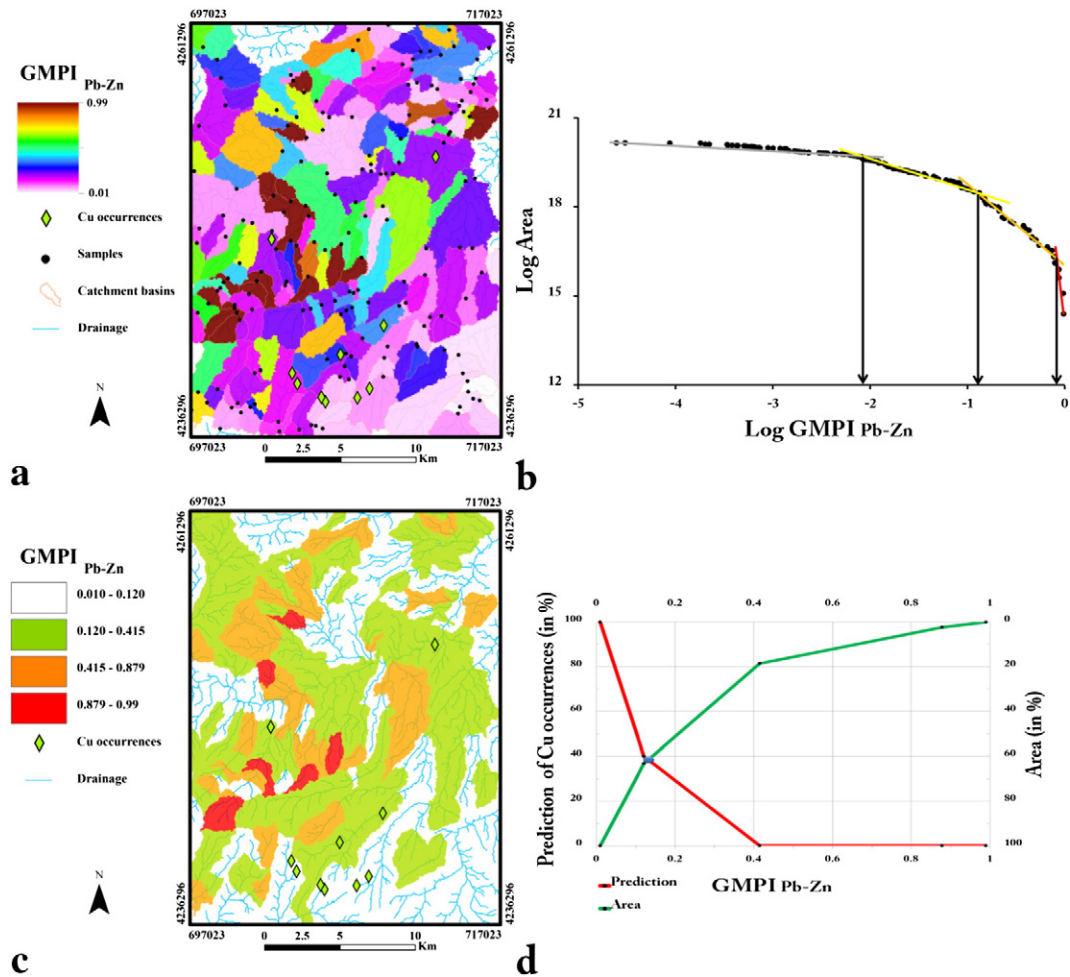 697023 717023
4261296 4261296
GMPI Pb-Zn
0.99
0.01
Cu occurrences
Samples
Catchment basins
Drainage
N
4236296 4236296
697023 717023
0 2.5 5 10
Km
a
21
18
15
12
Log Area
-5 -4 -3 -2 -1 0
Log GMPI Pb-Zn
b
697023 717023
4261296 4261296
GMPI Pb-Zn
0.010 - 0.120
0.120 - 0.415
0.415 - 0.879
0.879 - 0.99
Cu occurrences
Drainage
N
4236296 4236296
697023 717023
0 2.5 5 10
Km
c
0 0.2 0.4 0.6 0.8 1
100 0
80 20
60 40
40 60
20 80
0 100
Prediction of Cu occurrences (in %)
Area (in %)
0 0.2 0.4 0.6 0.8 1
GMPI Pb-Zn
Prediction
Area
d